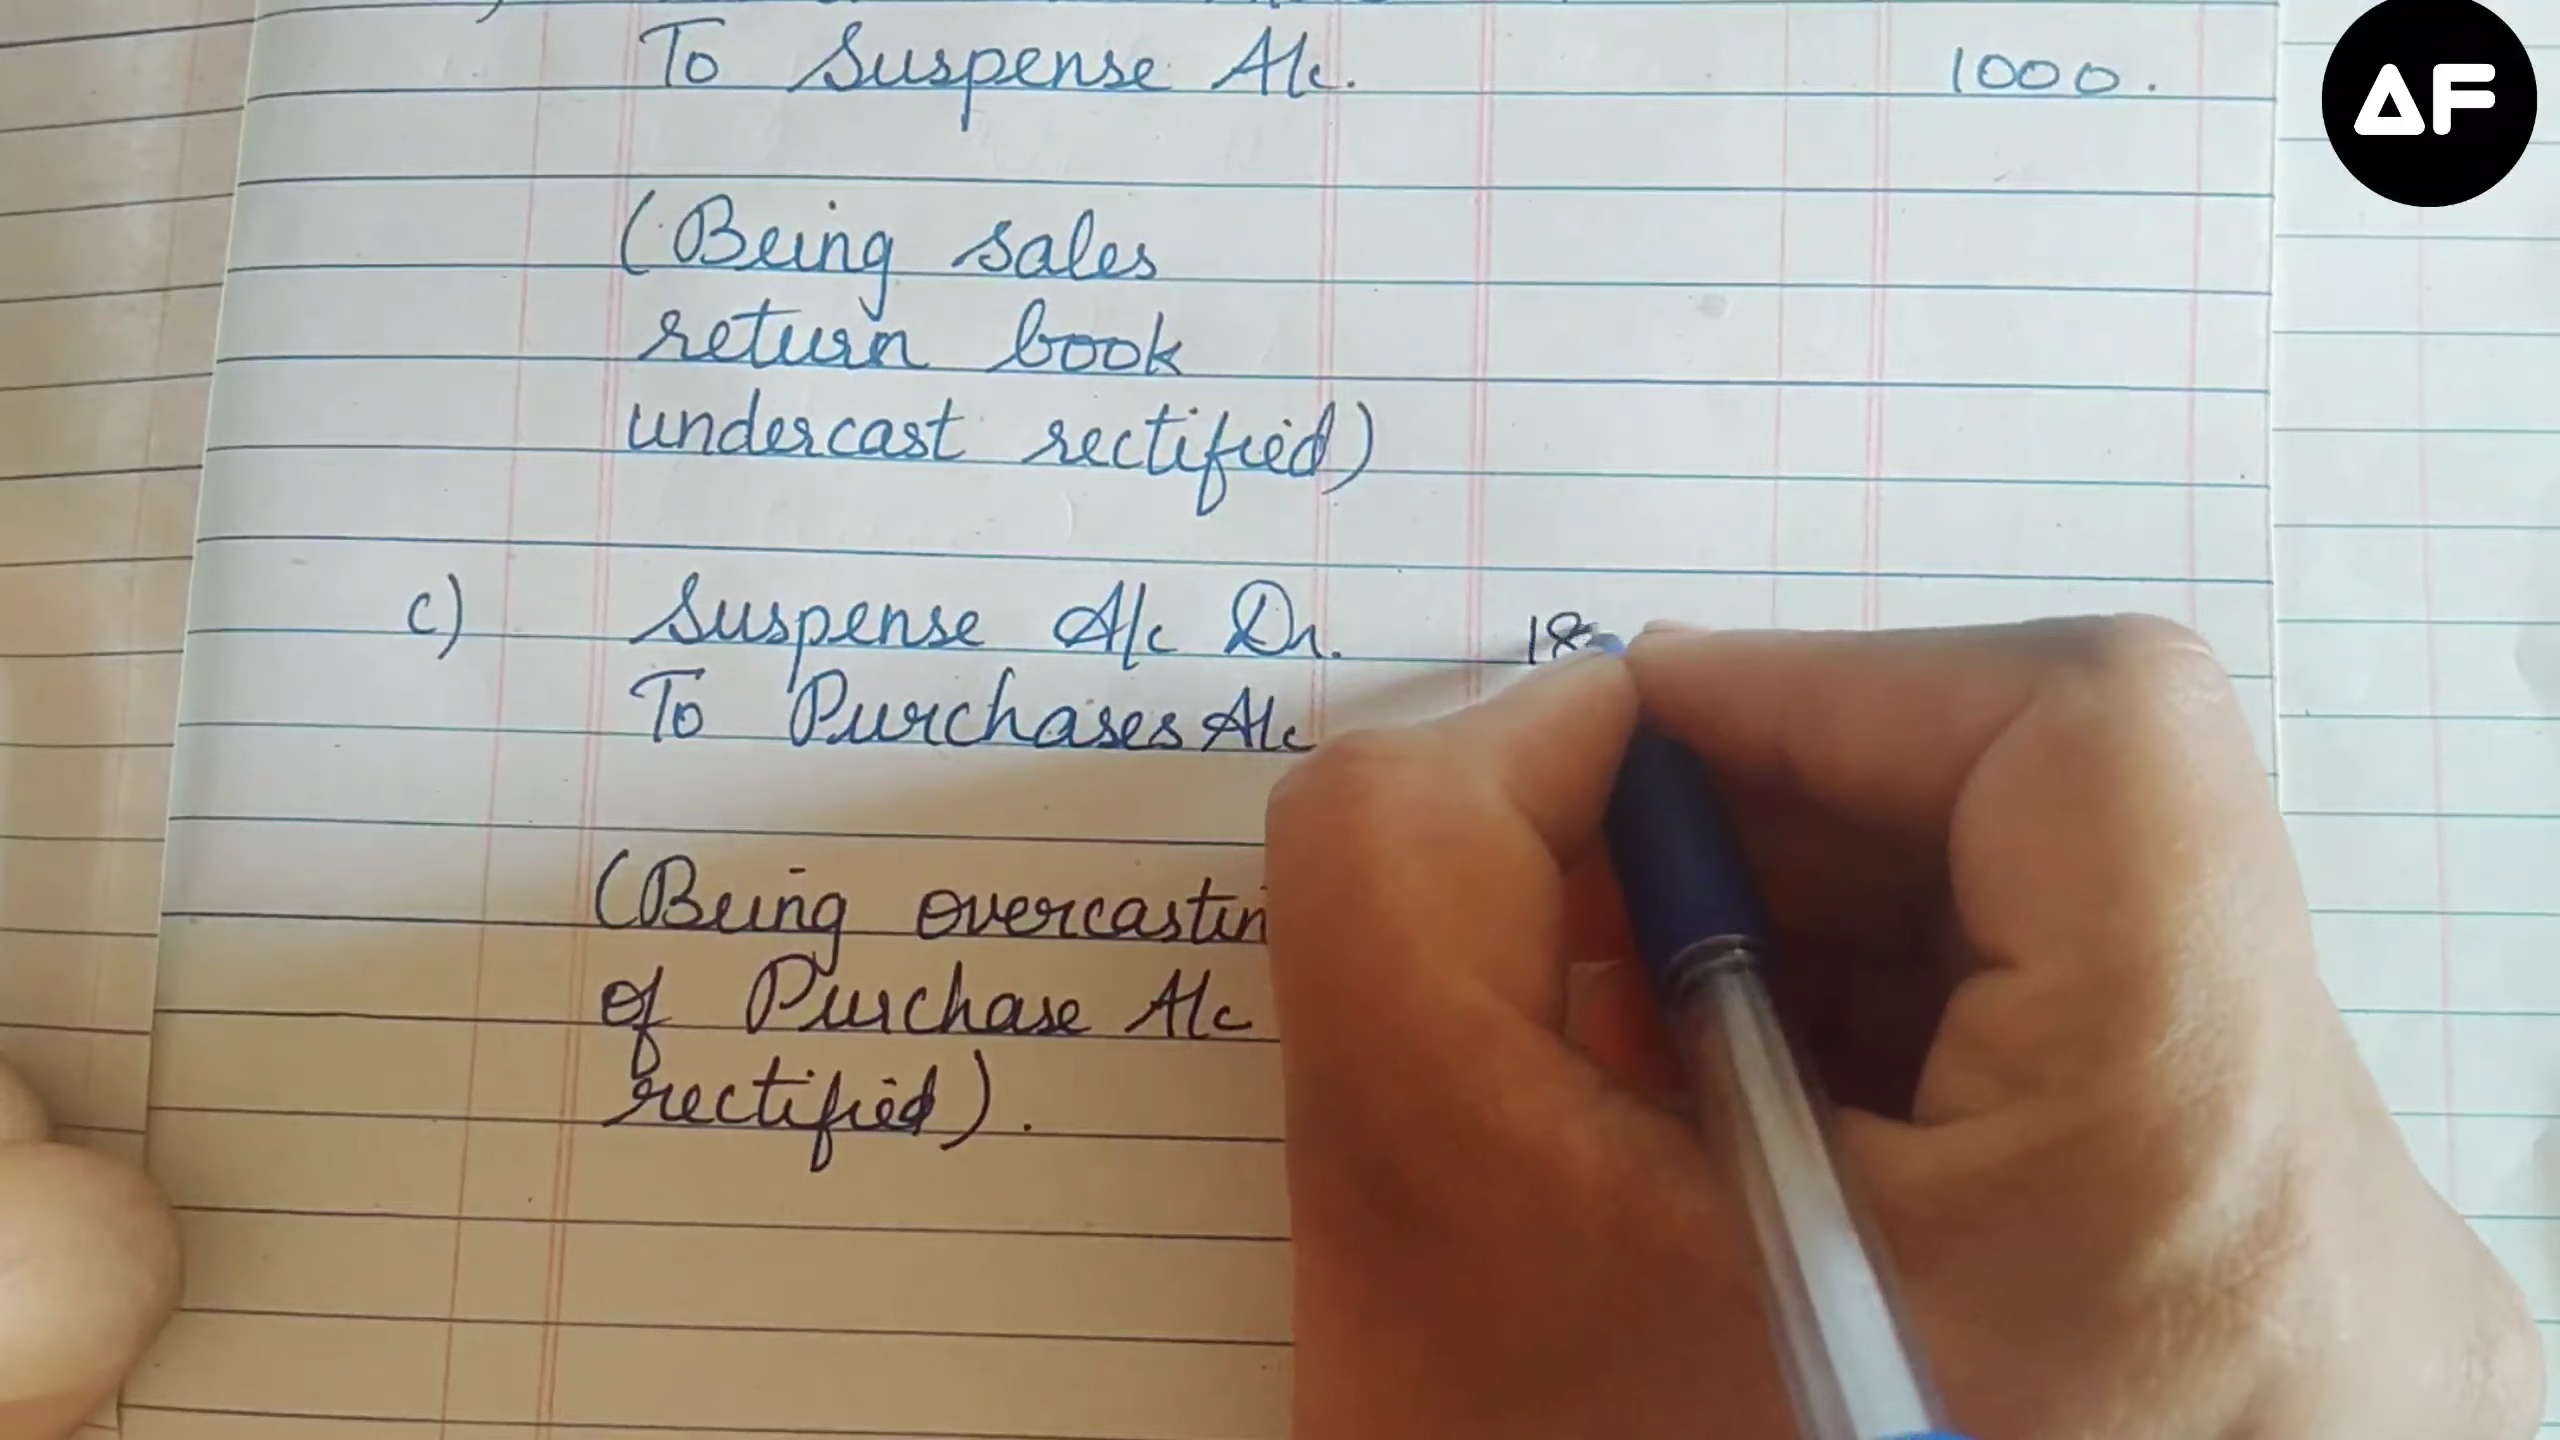 To Suspense A/c. 1000.
AF
(Being sales
return book
undercast rectified)
c) Suspense A/c Dr. 18
To Purchases A/c
(Being overcastin
of Purchase A/c
rectified).